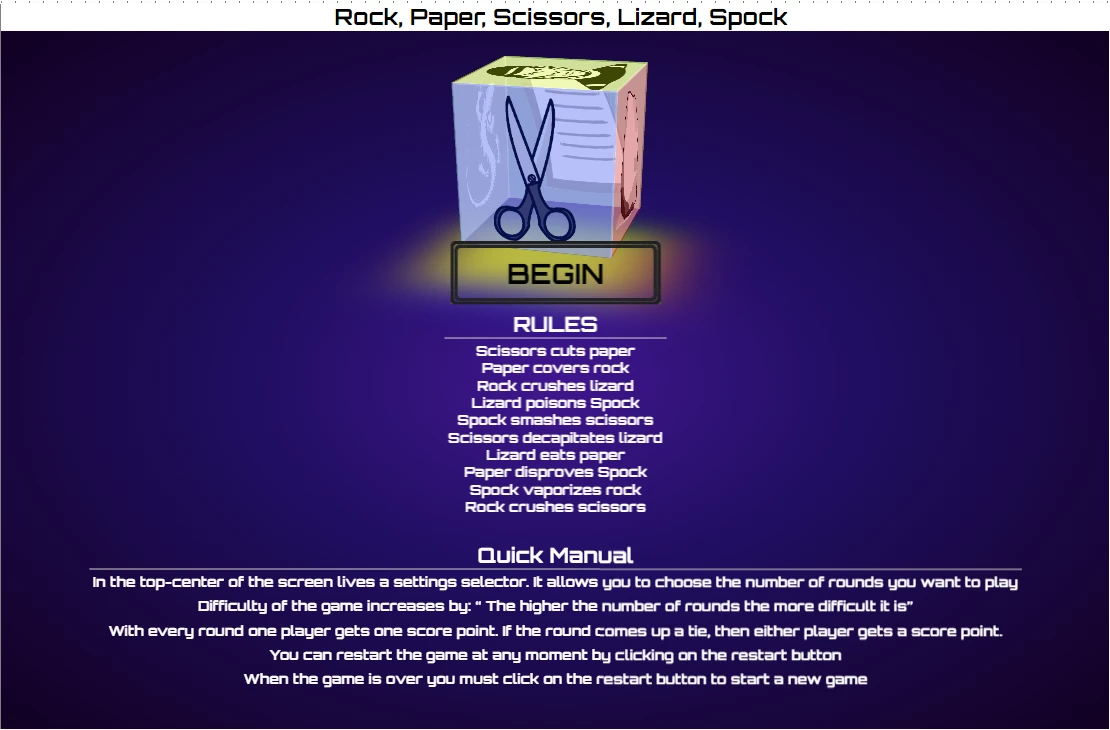 Rock, Paper, Scissors, Lizard, Spock
BEGIN
RULES
Scissors cuts paper
Paper covers rock
Rock crushes lizard
Lizard poisons Spock
Spock smashes scissors
Scissors decapitates lizard
Lizard eats paper
Paper disproves Spock
Spock vaporizes rock
Rock crushes scissors
Quick Manual
In the top-center of the screen lives a settings selector. It allows you to choose the number of rounds you want to play
Difficulty of the game increases by: “ The higher the number of rounds the more difficult it is”
With every round one player gets one score point. If the round comes up a tie, then either player gets a score point.
You can restart the game at any moment by clicking on the restart button
When the game is over you must click on the restart button to start a new game